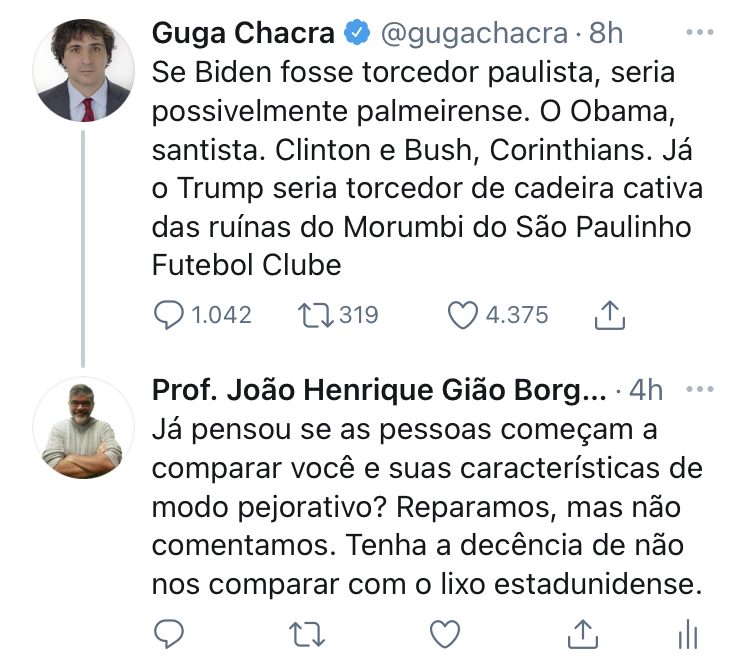 Guga Chacra @gugachacra · 8h
Se Biden fosse torcedor paulista, seria
possivelmente palmeirense. O Obama,
santista. Clinton e Bush, Corinthians. Já
o Trump seria torcedor de cadeira cativa
das ruínas do Morumbi do São Paulinho
Futebol Clube
1.042 319 4.375
Prof. João Henrique Gião Borg... · 4h
Já pensou se as pessoas começam a
comparar você e suas características de
modo pejorativo? Reparamos, mas não
comentamos. Tenha a decência de não
nos comparar com o lixo estadunidense.